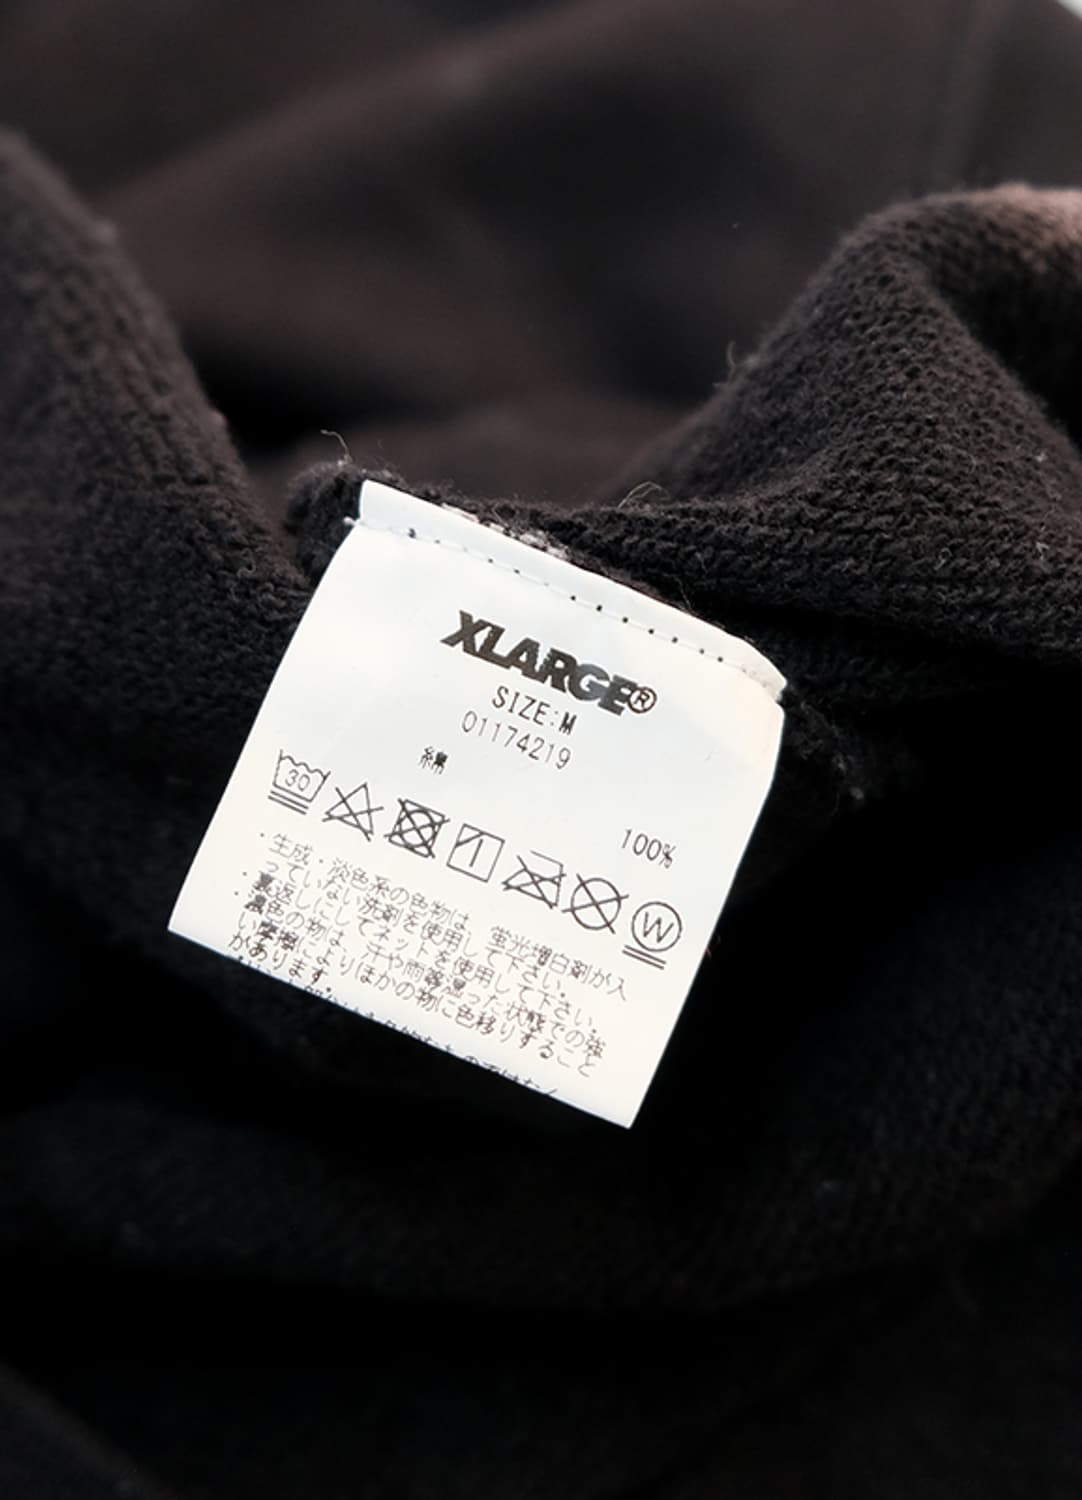 XLARGE®
SIZE:M
01174219
綿
100%
30
W
・生成・淡色系の色物は、蛍光増白剤が入
っていない洗剤を使用して下さい。
・裏返しにしてネットを使用して下さい。
・濃色の物は、汗や雨等湿った状態での強
い摩擦によりほかの物に色移りすること
があります。